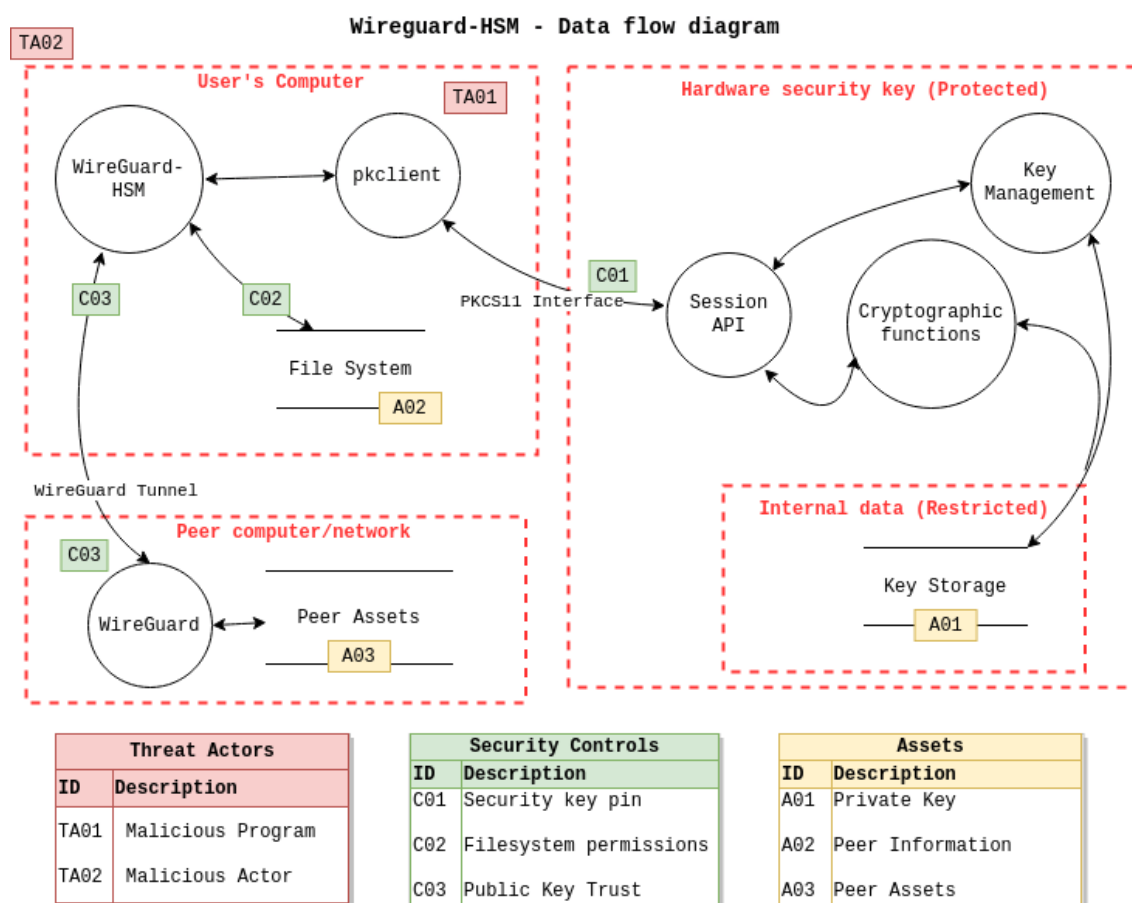 Wireguard-HSM - Data flow diagram
TA02
User's Computer
TA01
WireGuard-
HSM
pkclient
C03
C02
File System
A02
Hardware security key (Protected)
Key
Management
C01
PKCS11 Interface
Session
API
Cryptographic
functions
WireGuard Tunnel
Internal data (Restricted)
Key Storage
A01
Peer computer/network
C03
WireGuard
Peer Assets
A03
Threat Actors
ID Description
TA01 Malicious Program
TA02 Malicious Actor
Security Controls
ID Description
C01 Security key pin
C02 Filesystem permissions
C03 Public Key Trust
Assets
ID Description
A01 Private Key
A02 Peer Information
A03 Peer Assets